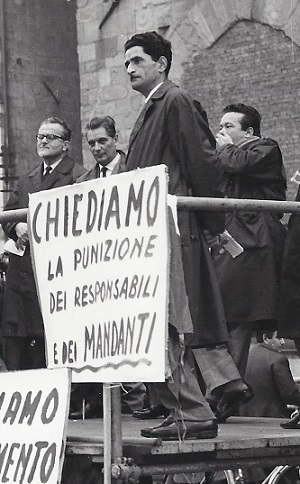 CHIEDIAMO
LA PUNIZIONE
DEI RESPONSABILI
E DEI MANDANTI
IAMO
MENTO